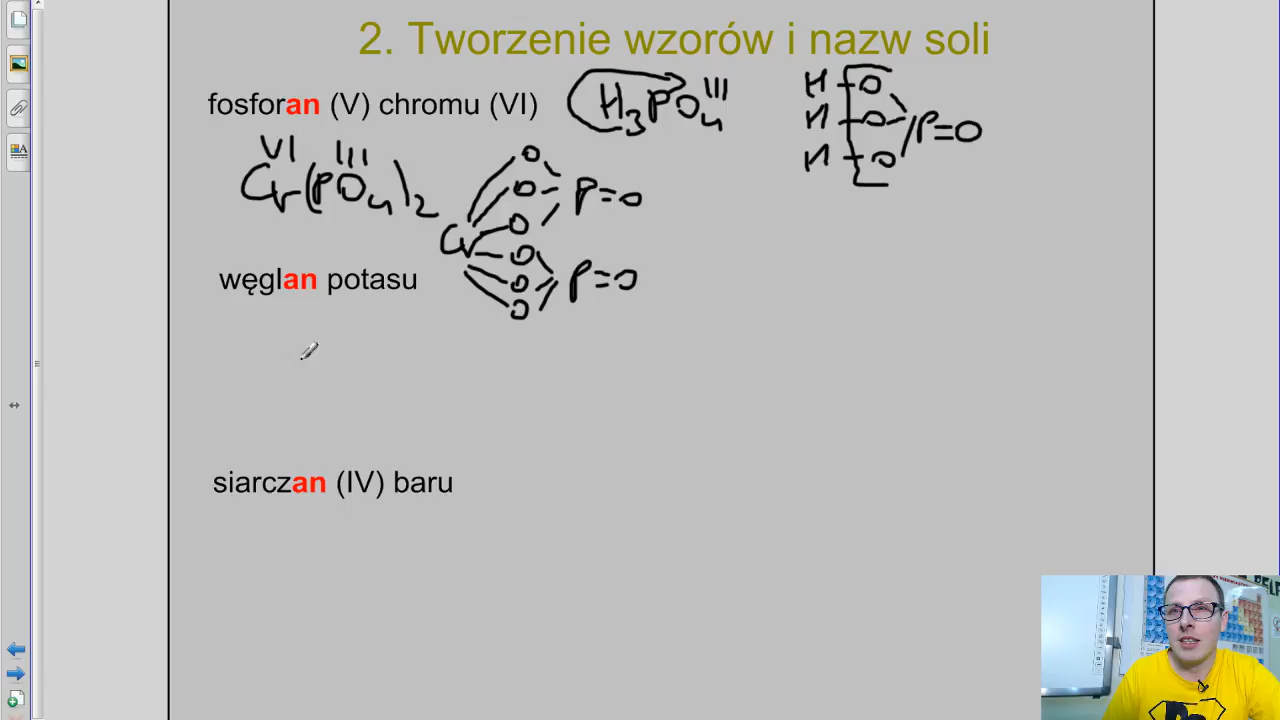 2. Tworzenie wzorów i nazw soli
fosforan (V) chromu (VI)
H3PO4 III
H-O
H-O P=O
H-O
VI III
Cr(PO4)2
O
O P=O
O
Cr
O
O P=O
O
węglan potasu
siarczan (IV) baru